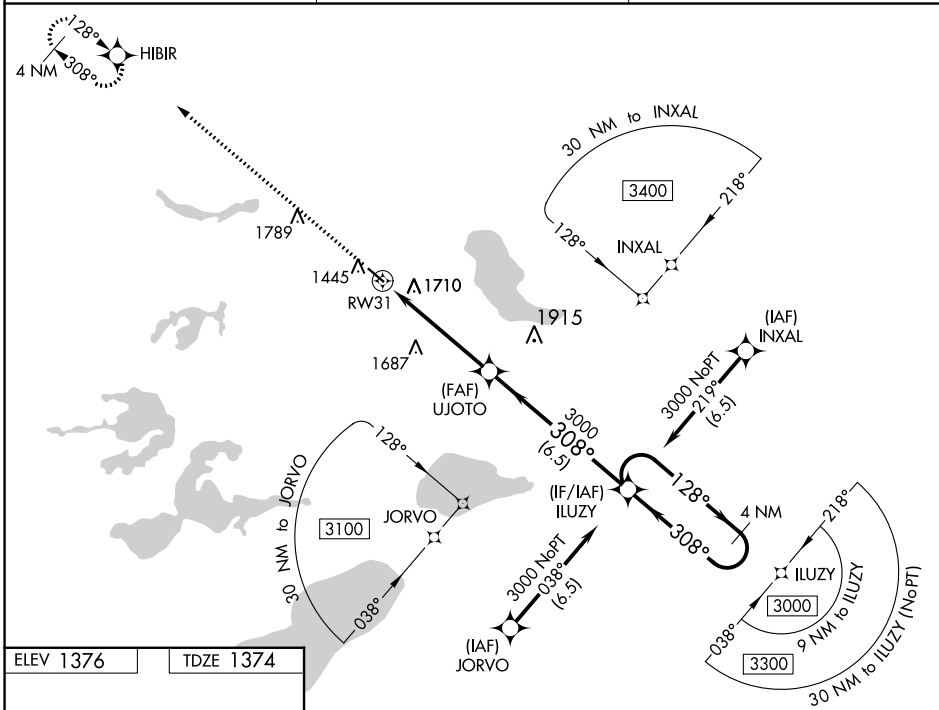 128°
HIBIR
308°
4 NM
30 NM to INXAL
3400
218°
128°
INXAL
1789
1445
RW31
1710
1915
1687
(FAF)
UJOTO
(IAF)
INXAL
3000 NoPT
219°
(6.5)
3000
308°
(6.5)
(IF/IAF)
ILUZY
128°
308°
4 NM
30 NM to JORVO
128°
3100
JORVO
038°
3000 NoPT
038°
(6.5)
(IAF)
JORVO
218°
ILUZY
038°
3000
9 NM to ILUZY
3300
30 NM to ILUZY (NoPT)
ELEV 1376
TDZE 1374